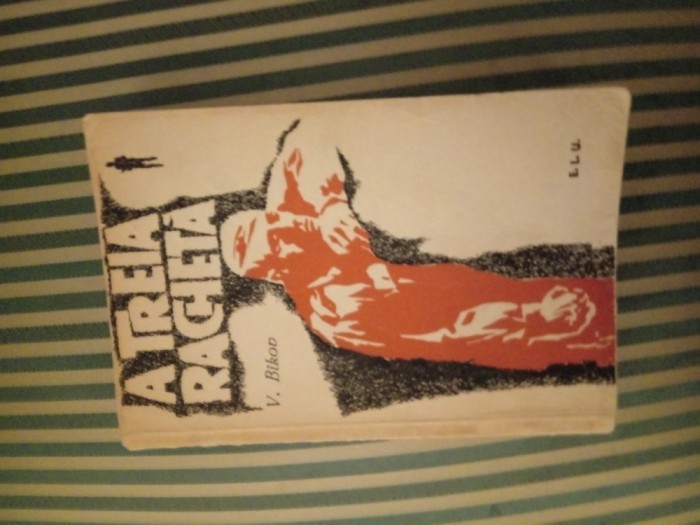 A TREIA
RACHETĂ
V. Bîkov
E L U.